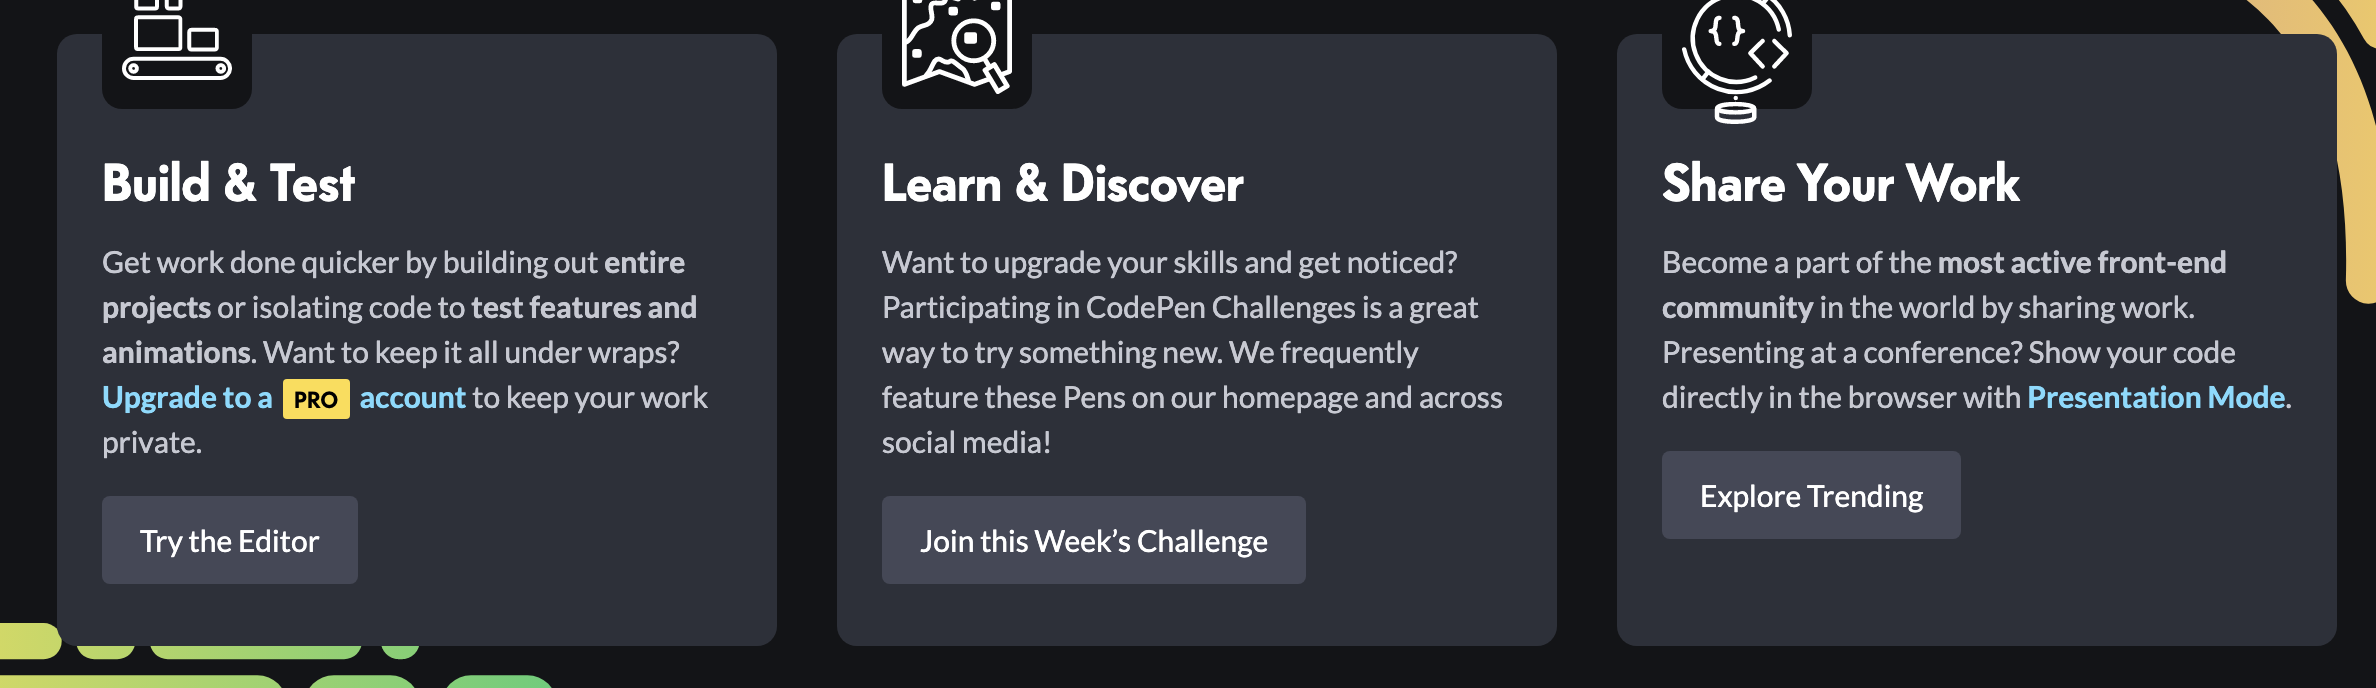 Build & Test
Get work done quicker by building out entire
projects or isolating code to test features and
animations. Want to keep it all under wraps?
Upgrade to a PRO account to keep your work
private.
Try the Editor
Learn & Discover
Want to upgrade your skills and get noticed?
Participating in CodePen Challenges is a great
way to try something new. We frequently
feature these Pens on our homepage and across
social media!
Join this Week’s Challenge
Share Your Work
Become a part of the most active front-end
community in the world by sharing work.
Presenting at a conference? Show your code
directly in the browser with Presentation Mode.
Explore Trending